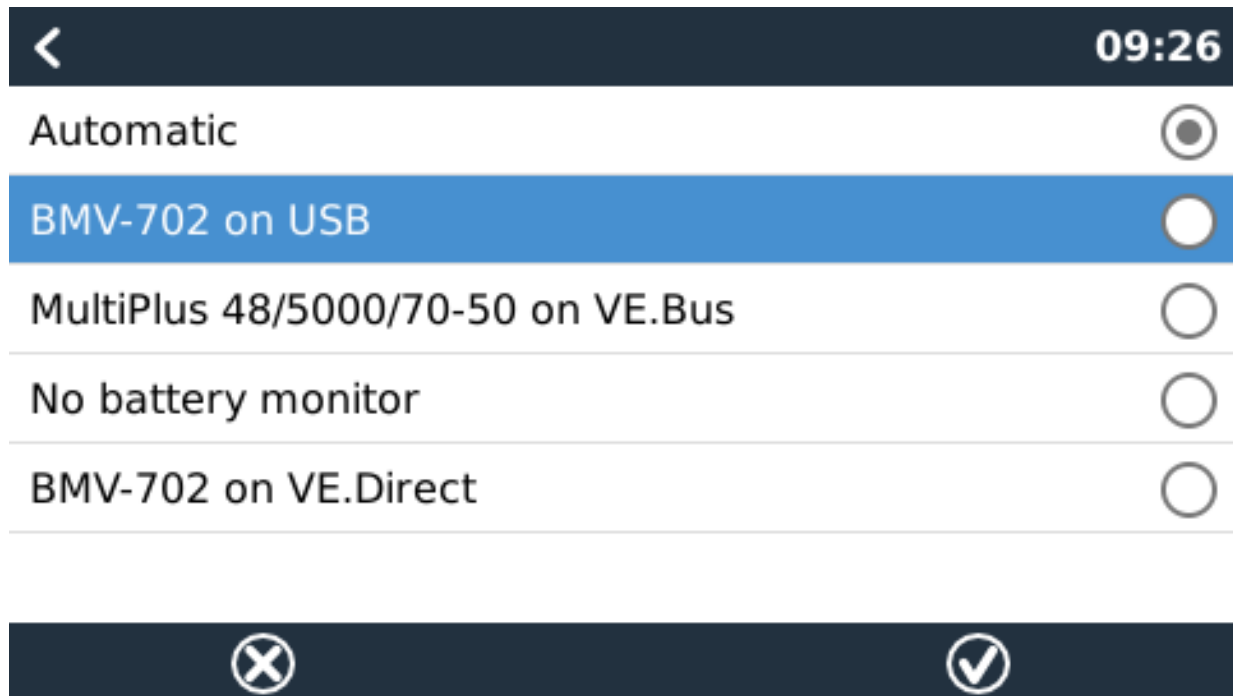 09:26
Automatic
BMV-702 on USB
MultiPlus 48/5000/70-50 on VE.Bus
No battery monitor
BMV-702 on VE.Direct